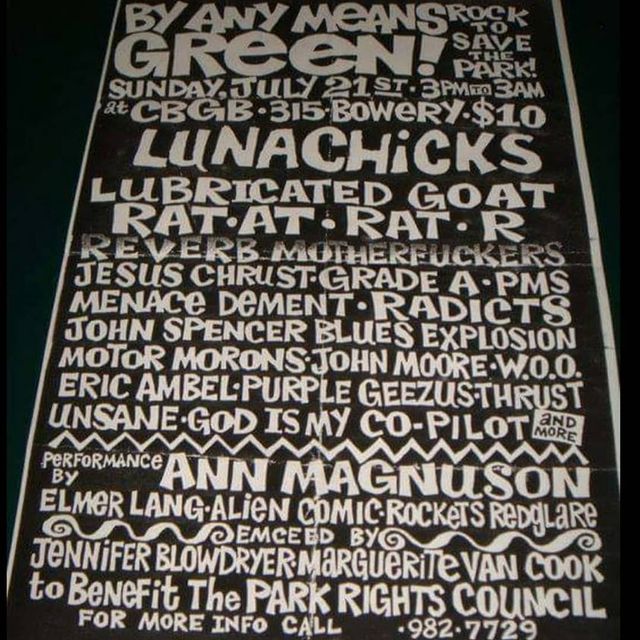 BY ANY MEANS
GREEN!
ROCK
TO
SAVE
THE
PARK!
SUNDAY, JULY 21ST · 3PM TO 3AM
at CBGB · 315 · BOWERY · $10
LUNACHICKS
LUBRICATED GOAT
RAT · AT · RAT · R
REVERB MOTHERFUCKERS
JESUS CHRUST · GRADE A · PMS
MENACE DEMENT · RADICTS
JOHN SPENCER BLUES EXPLOSION
MOTOR MORONS · JOHN MOORE · W.O.O.
ERIC AMBEL · PURPLE GEEZUS · THRUST
UNSANE · GOD IS MY CO-PILOT AND MORE
PERFORMANCE BY ANN MAGNUSON
ELMER LANG · ALIEN COMIC · ROCKETS REDGLARE
EMCEED BY
JENNIFER BLOWDRYER · MARGUERITE VAN COOK
to BENEFIT THE PARK RIGHTS COUNCIL
FOR MORE INFO CALL · 982 · 7729